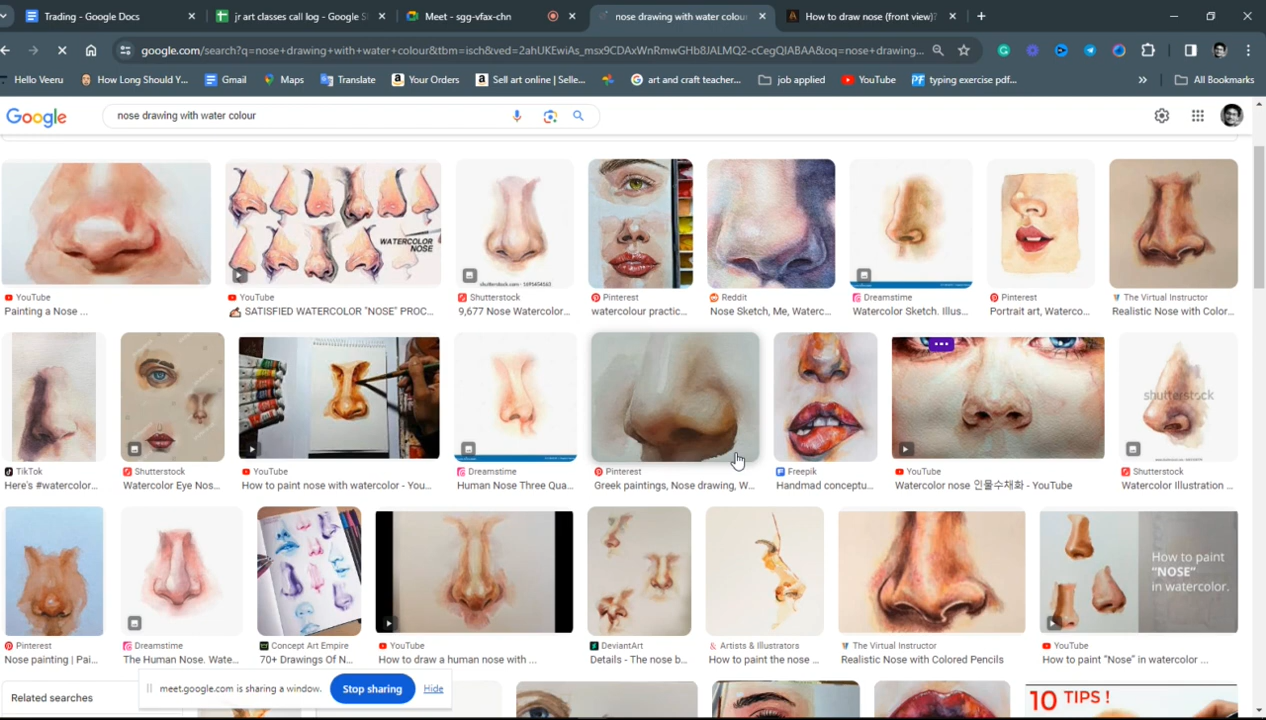 Trading - Google Docs
jr art classes call log - Google S
Meet - sgg-vfax-chn
nose drawing with water colou
How to draw nose (front view)?
google.com/search?q=nose+drawing+with+water+colour&tbm=isch&ved=2ahUKEwiAs_msx9CDAxWnRmwGHb8JALMQ2-cCegQIABAA&oq=nose+drawing...
Hello Veeru
How Long Should Y...
Gmail
Maps
Translate
Your Orders
Sell art online | Selle...
art and craft teacher...
job applied
YouTube
typing exercise pdf...
All Bookmarks
Google
nose drawing with water colour
WATERCOLOR
NOSE
shutterstock.com · 1691454163
YouTube
YouTube
Shutterstock
Pinterest
Reddit
Dreamstime
Pinterest
The Virtual Instructor
Painting a Nose ...
SATISFIED WATERCOLOR "NOSE" PROC...
9,677 Nose Watercolor...
watercolour practic...
Nose Sketch, Me, Waterc...
Watercolor Sketch. Illus...
Portrait art, Waterco...
Realistic Nose with Color...
shutterstock
TikTok
Shutterstock
YouTube
Dreamstime
Pinterest
Freepik
YouTube
Shutterstock
Here's #watercolor...
Watercolor Eye Nos...
How to paint nose with watercolor - You...
Human Nose Three Qua...
Greek paintings, Nose drawing, W...
Handmad conceptu...
Watercolor nose 인물수채화 - YouTube
Watercolor Illustration ...
How to paint
"NOSE"
in watercolor.
Pinterest
Dreamstime
Concept Art Empire
YouTube
DeviantArt
Artists & Illustrators
The Virtual Instructor
YouTube
Nose painting | Pai...
The Human Nose. Wate...
70+ Drawings Of N...
How to draw a human nose with ...
Details - The nose b...
How to paint the nose ...
Realistic Nose with Colored Pencils
How to paint "Nose" in watercolor ...
Related searches
meet.google.com is sharing a window.
Stop sharing
Hide
10 TIPS !